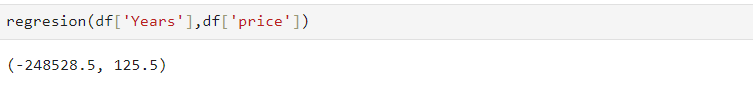 regresion(df['Years'],df['price'])
(-248528.5, 125.5)